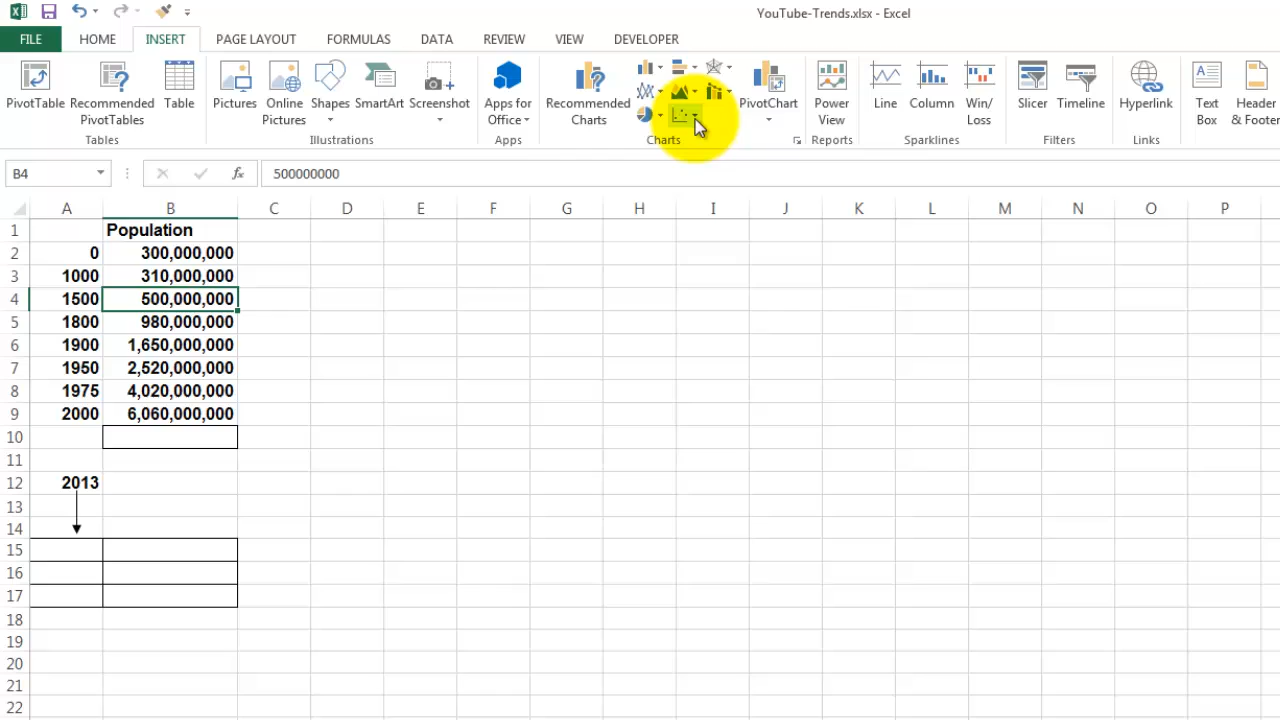 YouTube-Trends.xlsx - Excel
FILE HOME INSERT PAGE LAYOUT FORMULAS DATA REVIEW VIEW DEVELOPER
PivotTable Recommended PivotTables Table Pictures Online Pictures Shapes SmartArt Screenshot Apps for Office Recommended Charts PivotChart Power View Line Column Win/ Loss Slicer Timeline Hyperlink Text Box Header & Footer
Tables Illustrations Apps Charts Reports Sparklines Filters Links
B4 fx 500000000
A B C D E F G H I J K L M N O P
1 Population
2 0 300,000,000
3 1000 310,000,000
4 1500 500,000,000
5 1800 980,000,000
6 1900 1,650,000,000
7 1950 2,520,000,000
8 1975 4,020,000,000
9 2000 6,060,000,000
10
11
12 2013
13
14
15
16
17
18
19
20
21
22